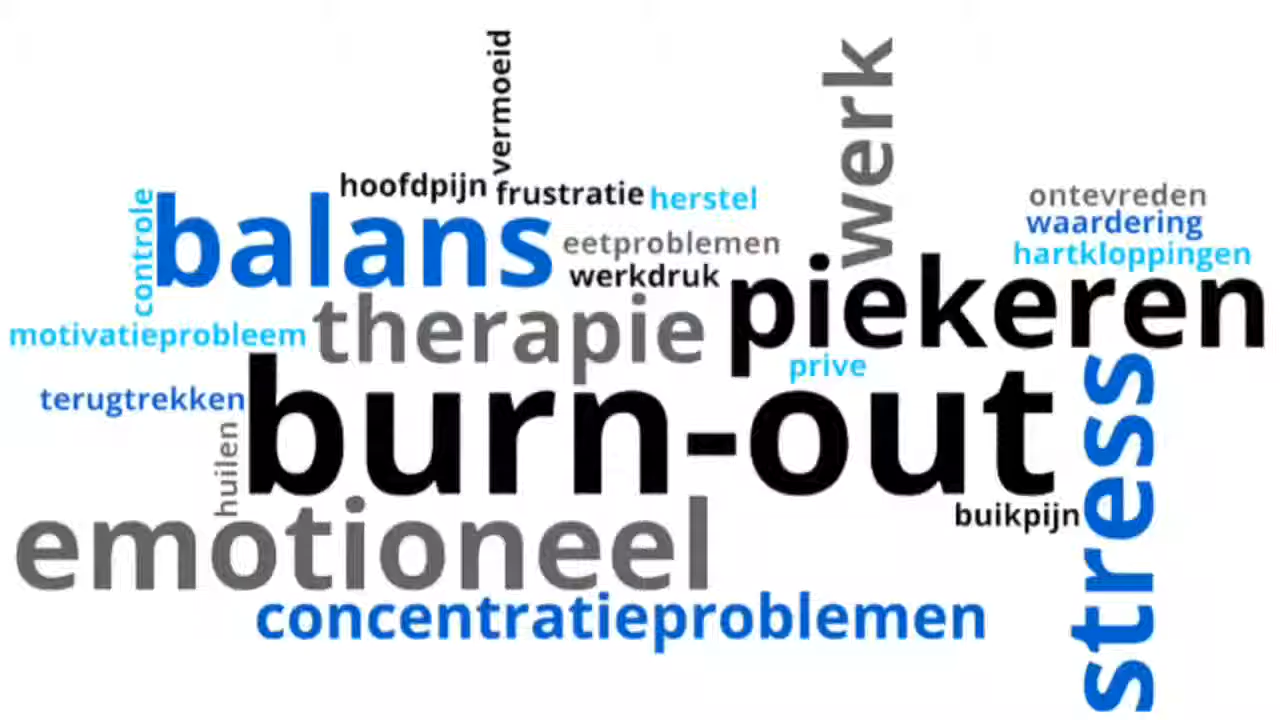 vermoeid
werk
hoofdpijn
frustratie
herstel
ontevreden
controle
balans
waardering
eetproblemen
hartkloppingen
werkdruk
piekeren
motivatieprobleem
therapie
prive
terugtrekken
burn-out
stress
huilen
buikpijn
emotioneel
concentratieproblemen